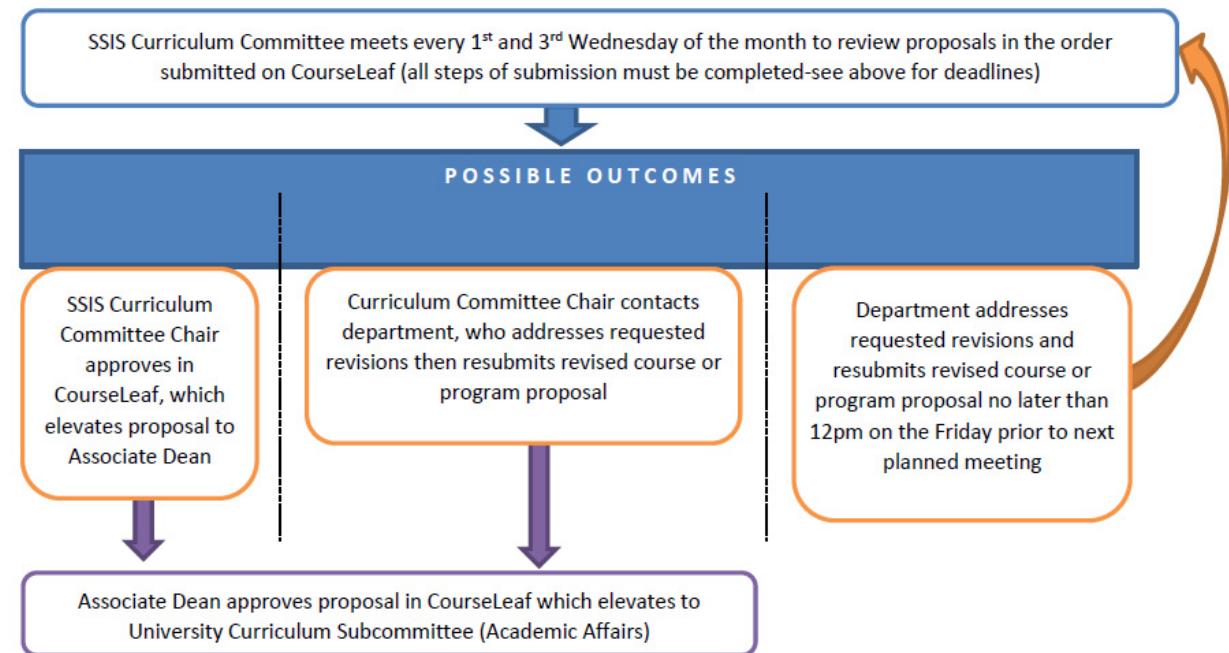 SSIS Curriculum Committee meets every 1st and 3rd Wednesday of the month to review proposals in the order
submitted on CourseLeaf (all steps of submission must be completed-see above for deadlines)
POSSIBLE OUTCOMES
SSIS Curriculum
Committee Chair
approves in
CourseLeaf, which
elevates proposal to
Associate Dean
Curriculum Committee Chair contacts
department, who addresses requested
revisions then resubmits revised course or
program proposal
Department addresses
requested revisions and
resubmits revised course or
program proposal no later than
12pm on the Friday prior to next
planned meeting
Associate Dean approves proposal in CourseLeaf which elevates to
University Curriculum Subcommittee (Academic Affairs)